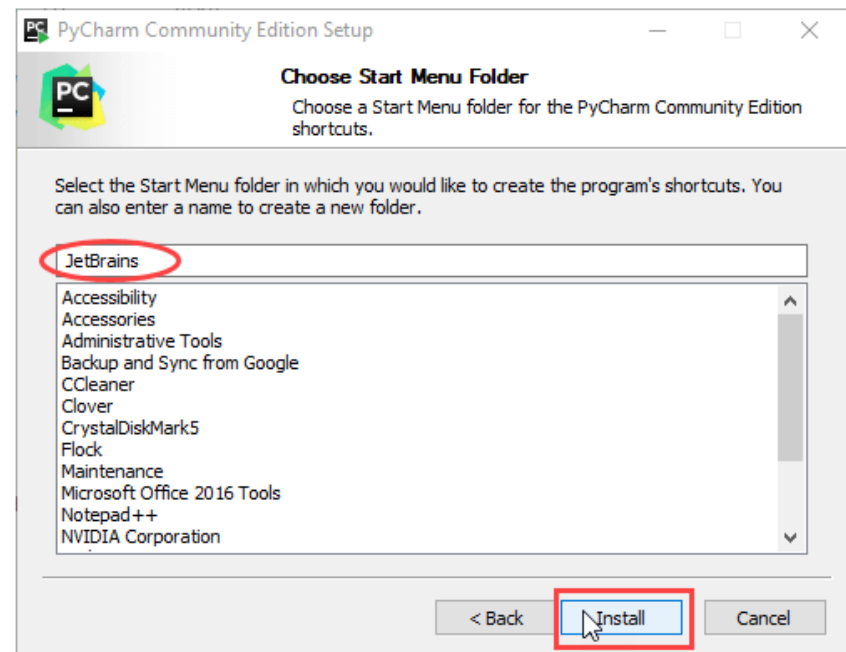 PyCharm Community Edition Setup
PC
Choose Start Menu Folder
Choose a Start Menu folder for the PyCharm Community Edition
shortcuts.
Select the Start Menu folder in which you would like to create the program's shortcuts. You
can also enter a name to create a new folder.
JetBrains
Accessibility
Accessories
Administrative Tools
Backup and Sync from Google
CCleaner
Clover
CrystalDiskMark5
Flock
Maintenance
Microsoft Office 2016 Tools
Notepad++
NVIDIA Corporation
< Back
Install
Cancel